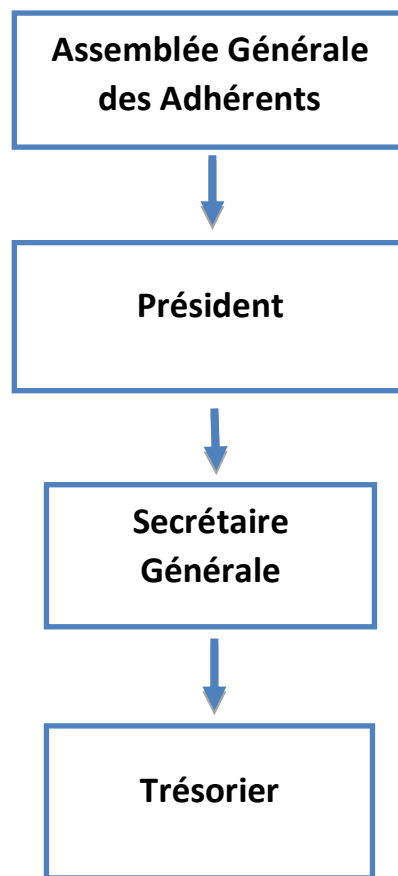 Assemblée Générale
des Adhérents
Président
Secrétaire
Générale
Trésorier